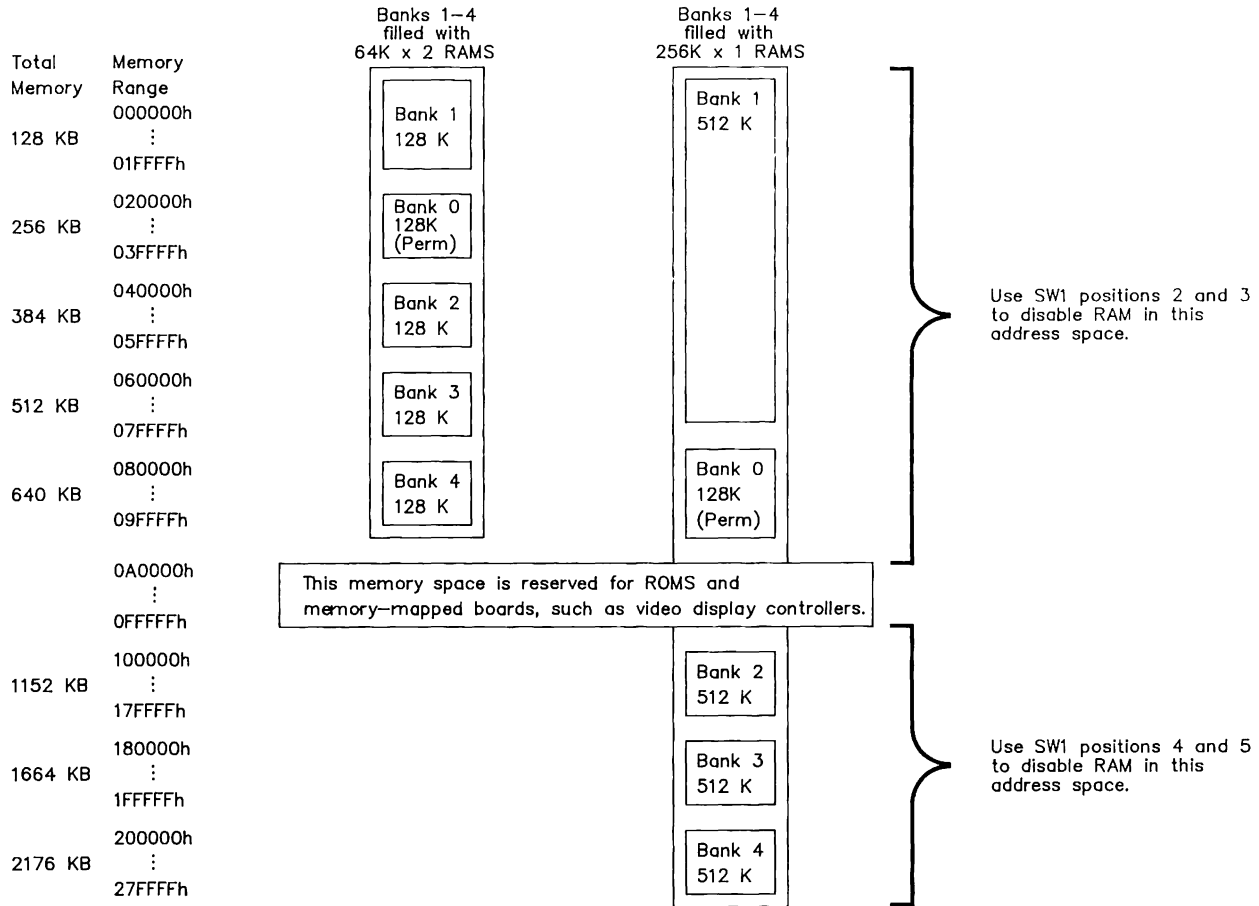 Banks 1-4
filled with
64K x 2 RAMS
Banks 1-4
filled with
256K x 1 RAMS
Total
Memory
Memory
Range
128 KB
000000h
⋮
01FFFFh
256 KB
020000h
⋮
03FFFFh
384 KB
040000h
⋮
05FFFFh
512 KB
060000h
⋮
07FFFFh
640 KB
080000h
⋮
09FFFFh
0A0000h
⋮
0FFFFFh
1152 KB
100000h
⋮
17FFFFh
1664 KB
180000h
⋮
1FFFFFh
2176 KB
200000h
⋮
27FFFFh
Bank 1
128 K
Bank 0
128K
(Perm)
Bank 2
128 K
Bank 3
128 K
Bank 4
128 K
Bank 1
512 K
Bank 0
128K
(Perm)
This memory space is reserved for ROMS and
memory-mapped boards, such as video display controllers.
Bank 2
512 K
Bank 3
512 K
Bank 4
512 K
Use SW1 positions 2 and 3
to disable RAM in this
address space.
Use SW1 positions 4 and 5
to disable RAM in this
address space.